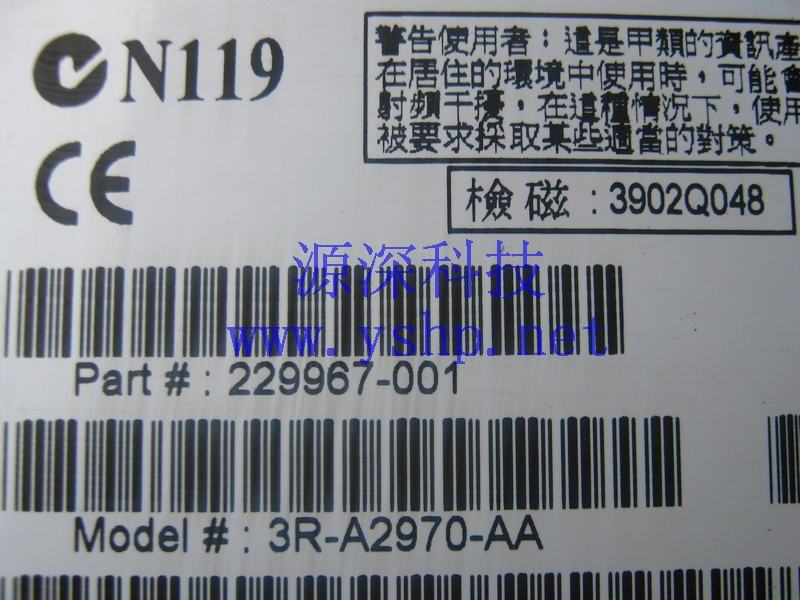 N119
警告使用者：這是甲類的資訊產
在居住的環境中使用時，可能會
射頻干擾，在這種情況下，使用
被要求採取某些適當的對策。
CE
檢磁：3902Q048
源深科技
www.yshp.net
Part #: 229967-001
Model #: 3R-A2970-AA